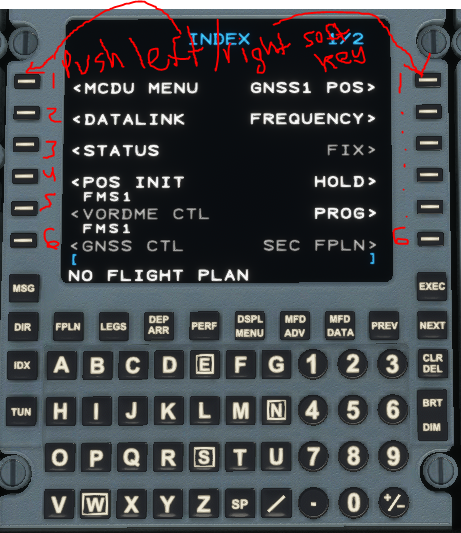 INDEX 1/2
Push left/right soft key
1 <MCDU MENU GNSS1 POS> 1
2 <DATALINK FREQUENCY> .
3 <STATUS FIX> .
4 <POS INIT HOLD> .
FMS1
5 <VORDME CTL PROG> .
FMS1
6 <GNSS CTL SEC FPLN> 6
[ ]
NO FLIGHT PLAN
MSG EXEC
DIR FPLN LEGS DEP ARR PERF DSPL MENU MFD ADV MFD DATA PREV NEXT
IDX A B C D E F G 1 2 3 CLR DEL
TUN H I J K L M N 4 5 6 BRT DIM
O P Q R S T U 7 8 9
V W X Y Z SP / . 0 +/-